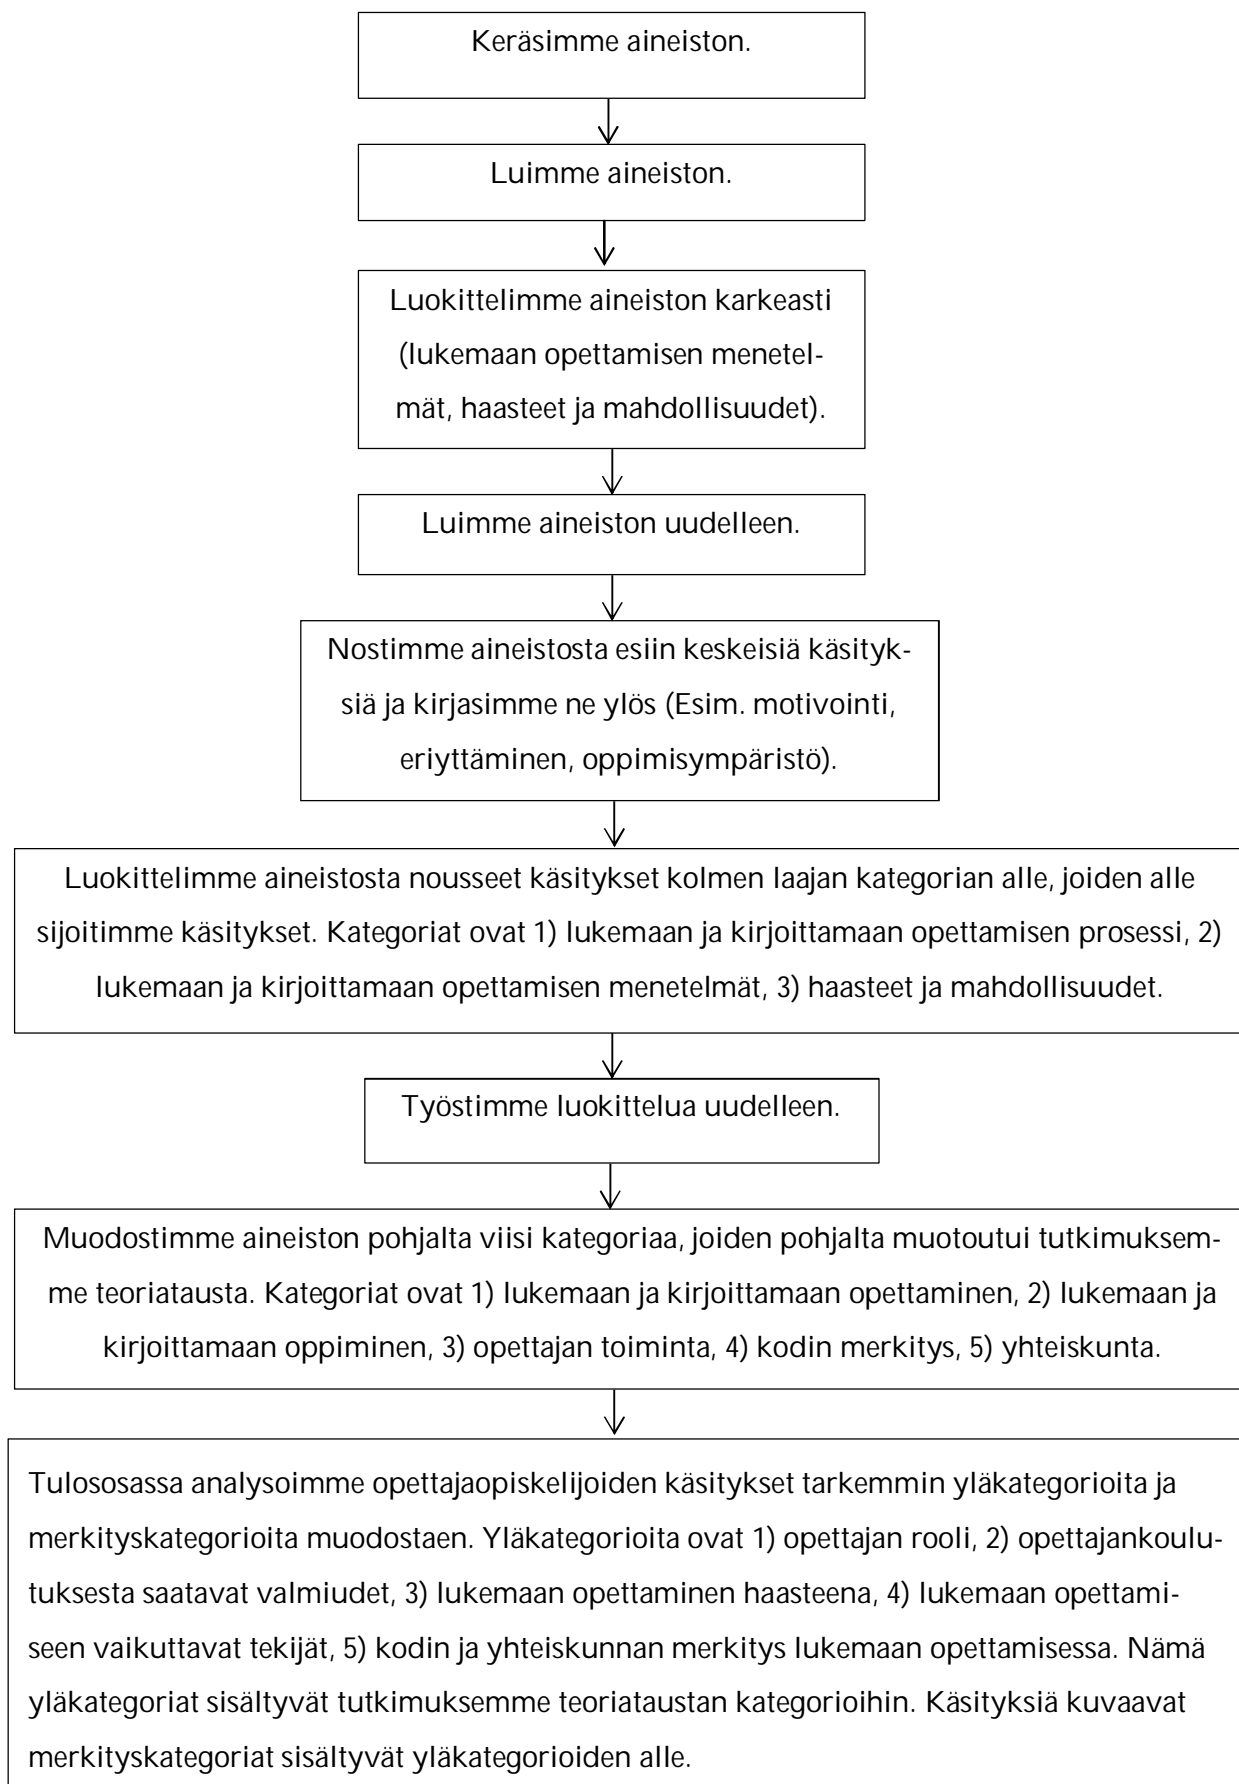 Keräsimme aineiston.
Luimme aineiston.
Luokittelimme aineiston karkeasti
(lukemaan opettamisen menetel-
mät, haasteet ja mahdollisuudet).
Luimme aineiston uudelleen.
Nostimme aineistosta esiin keskeisiä käsityk-
siä ja kirjasimme ne ylös (Esim. motivointi,
eriyttäminen, oppimisympäristö).
Luokittelimme aineistosta nousseet käsitykset kolmen laajan kategorian alle, joiden alle
sijoitimme käsitykset. Kategoriat ovat 1) lukemaan ja kirjoittamaan opettamisen prosessi, 2)
lukemaan ja kirjoittamaan opettamisen menetelmät, 3) haasteet ja mahdollisuudet.
Työstimme luokittelua uudelleen.
Muodostimme aineiston pohjalta viisi kategoriaa, joiden pohjalta muotoutui tutkimuksem-
me teoriatausta. Kategoriat ovat 1) lukemaan ja kirjoittamaan opettaminen, 2) lukemaan ja
kirjoittamaan oppiminen, 3) opettajan toiminta, 4) kodin merkitys, 5) yhteiskunta.
Tulososassa analysoimme opettajaopiskelijoiden käsitykset tarkemmin yläkategorioita ja
merkityskategorioita muodostaen. Yläkategorioita ovat 1) opettajan rooli, 2) opettajankoulu-
tuksesta saatavat valmiudet, 3) lukemaan opettaminen haasteena, 4) lukemaan opettami-
seen vaikuttavat tekijät, 5) kodin ja yhteiskunnan merkitys lukemaan opettamisessa. Nämä
yläkategoriat sisältyvät tutkimuksemme teoriataustan kategorioihin. Käsityksiä kuvaavat
merkityskategoriat sisältyvät yläkategorioiden alle.